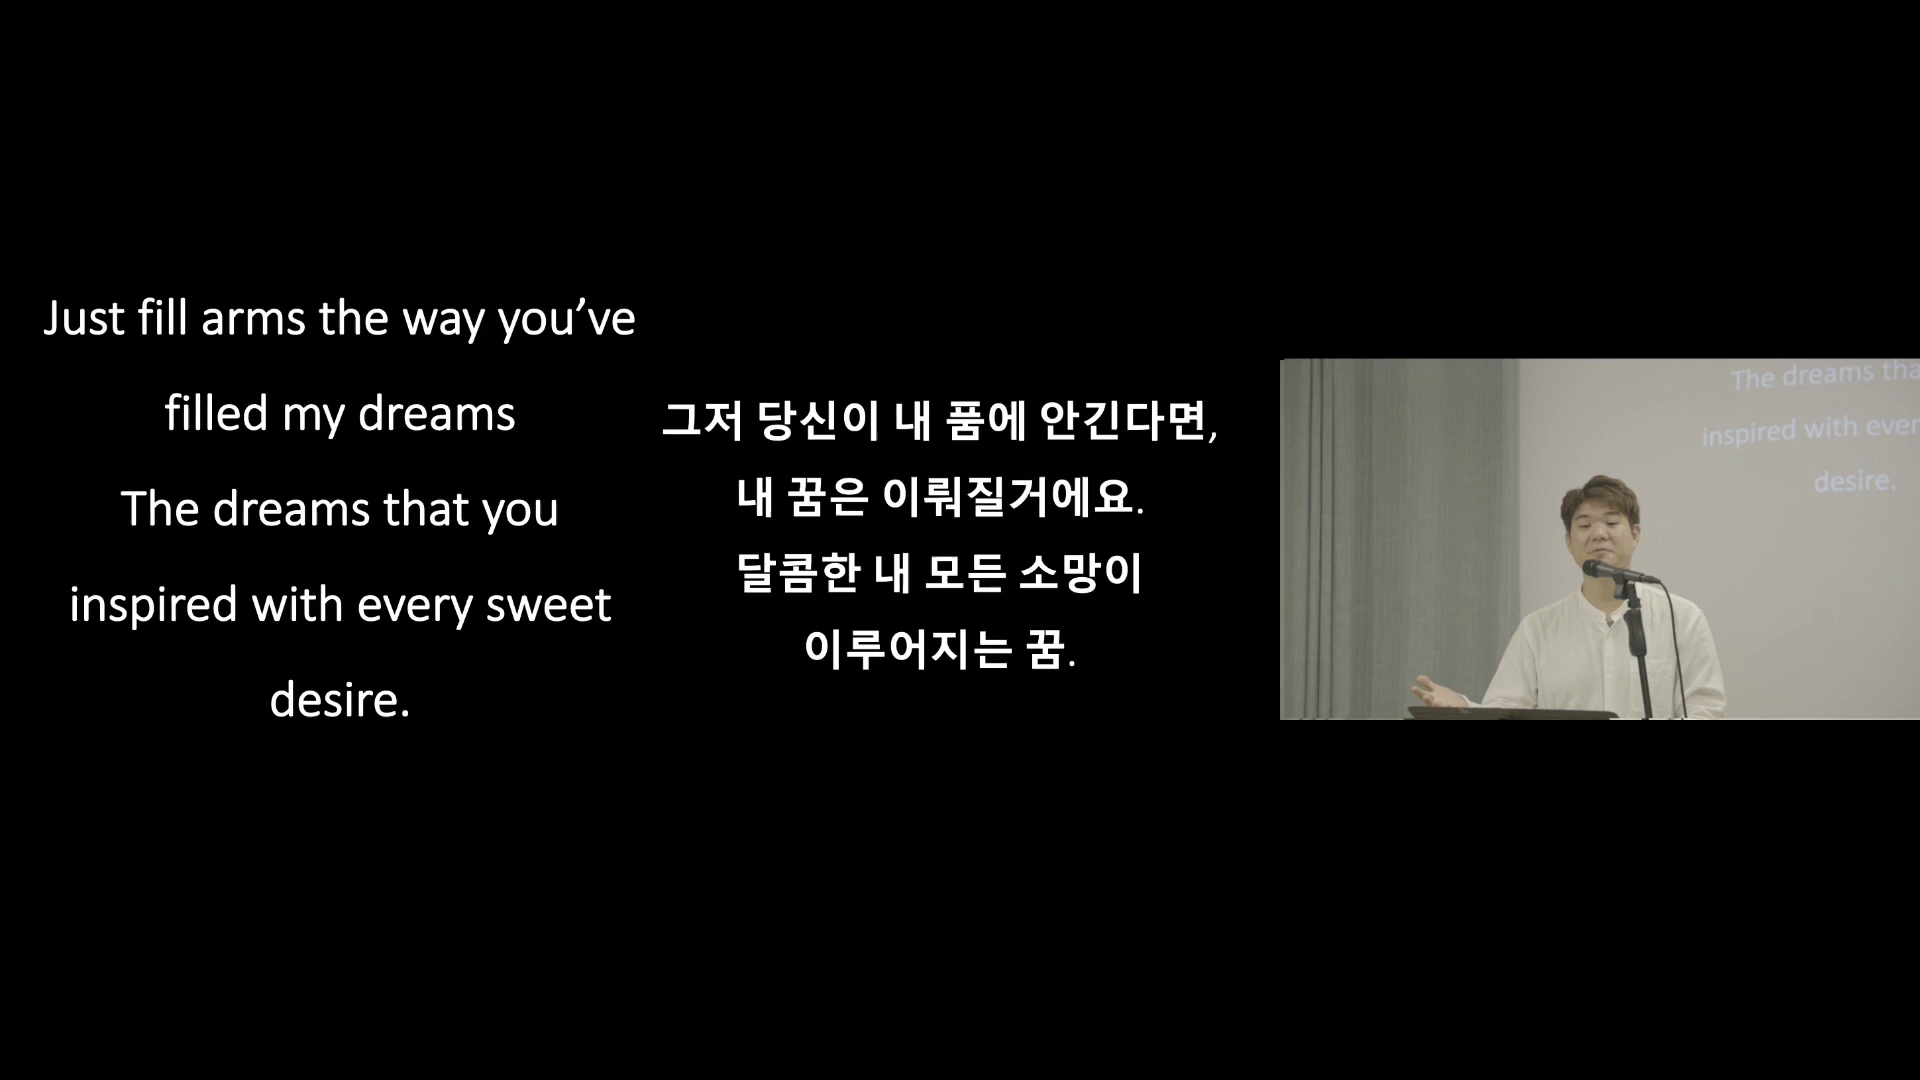 Just fill arms the way you’ve
filled my dreams
The dreams that you
inspired with every sweet
desire.
그저 당신이 내 품에 안긴다면,
내 꿈은 이뤄질거에요.
달콤한 내 모든 소망이
이루어지는 꿈.
The dreams
inspired with
desire.